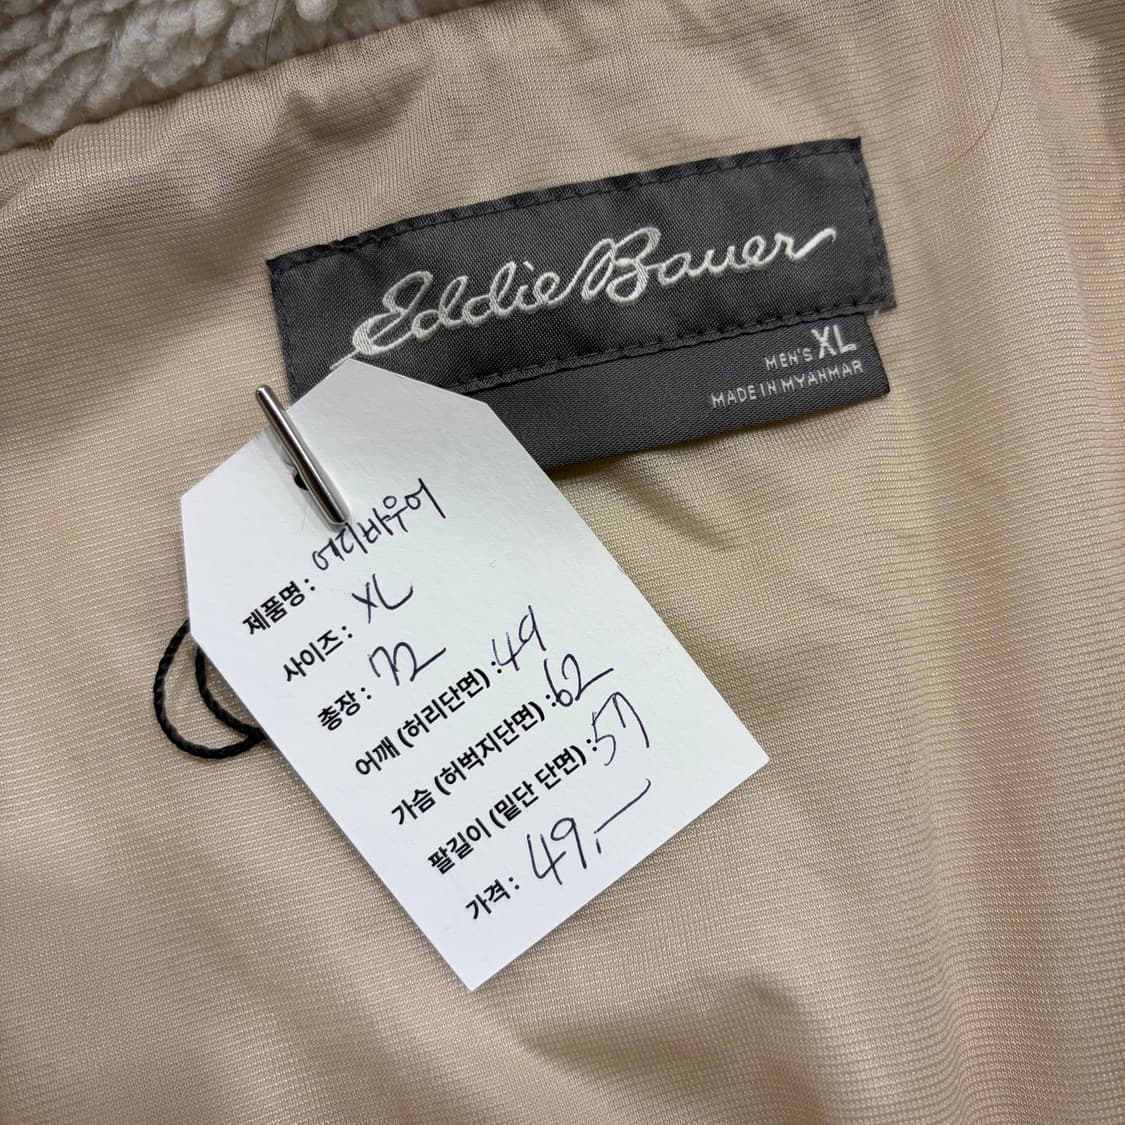 Eddie Bauer
MEN'S XL
MADE IN MYANMAR
제품명 : 에디바우어
사이즈 : XL
총장 : 72
어깨 (허리단면) : 49
가슴 (허벅지단면) : 62
팔길이 (밑단 단면) : 57
가격 : 49,-